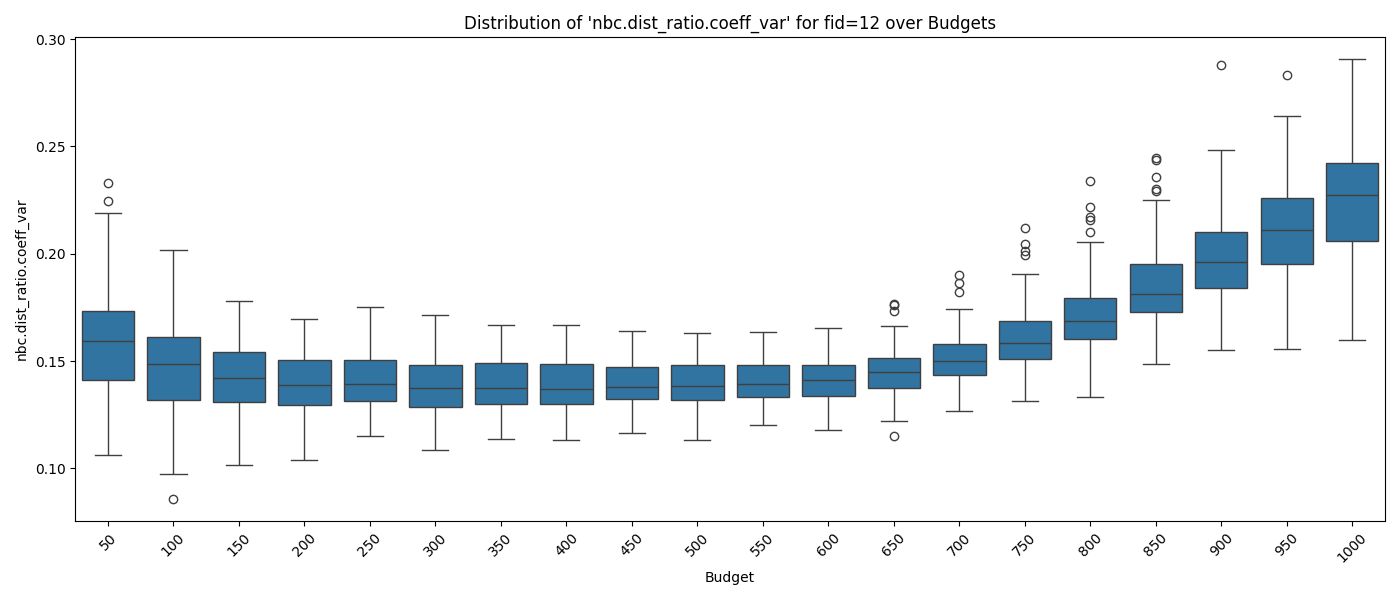 Distribution of 'nbc.dist_ratio.coeff_var' for fid=12 over Budgets
nbc.dist_ratio.coeff_var
0.30
0.25
0.20
0.15
0.10
50 100 150 200 250 300 350 400 450 500 550 600 650 700 750 800 850 900 950 1000
Budget